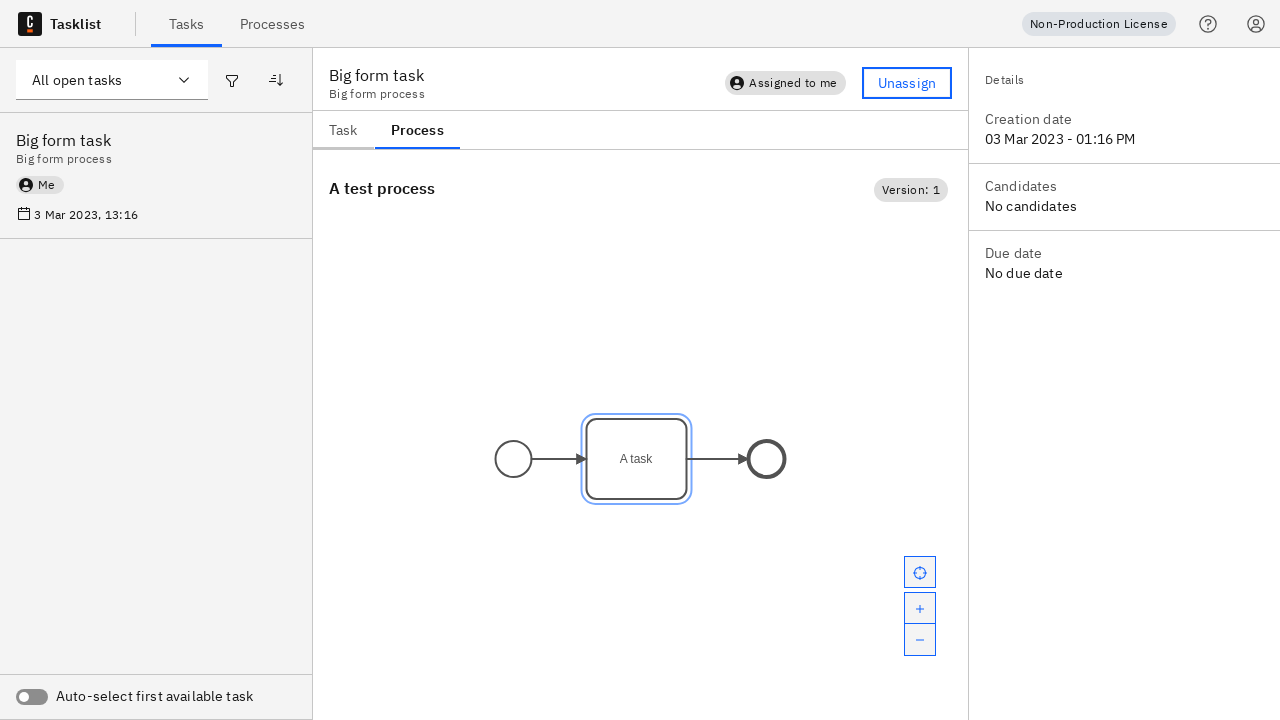 Tasklist
Tasks
Processes
Non-Production License
All open tasks
Big form task
Big form process
Me
3 Mar 2023, 13:16
Auto-select first available task
Big form task
Big form process
Assigned to me
Unassign
Task
Process
A test process
Version: 1
A task
Details
Creation date
03 Mar 2023 - 01:16 PM
Candidates
No candidates
Due date
No due date